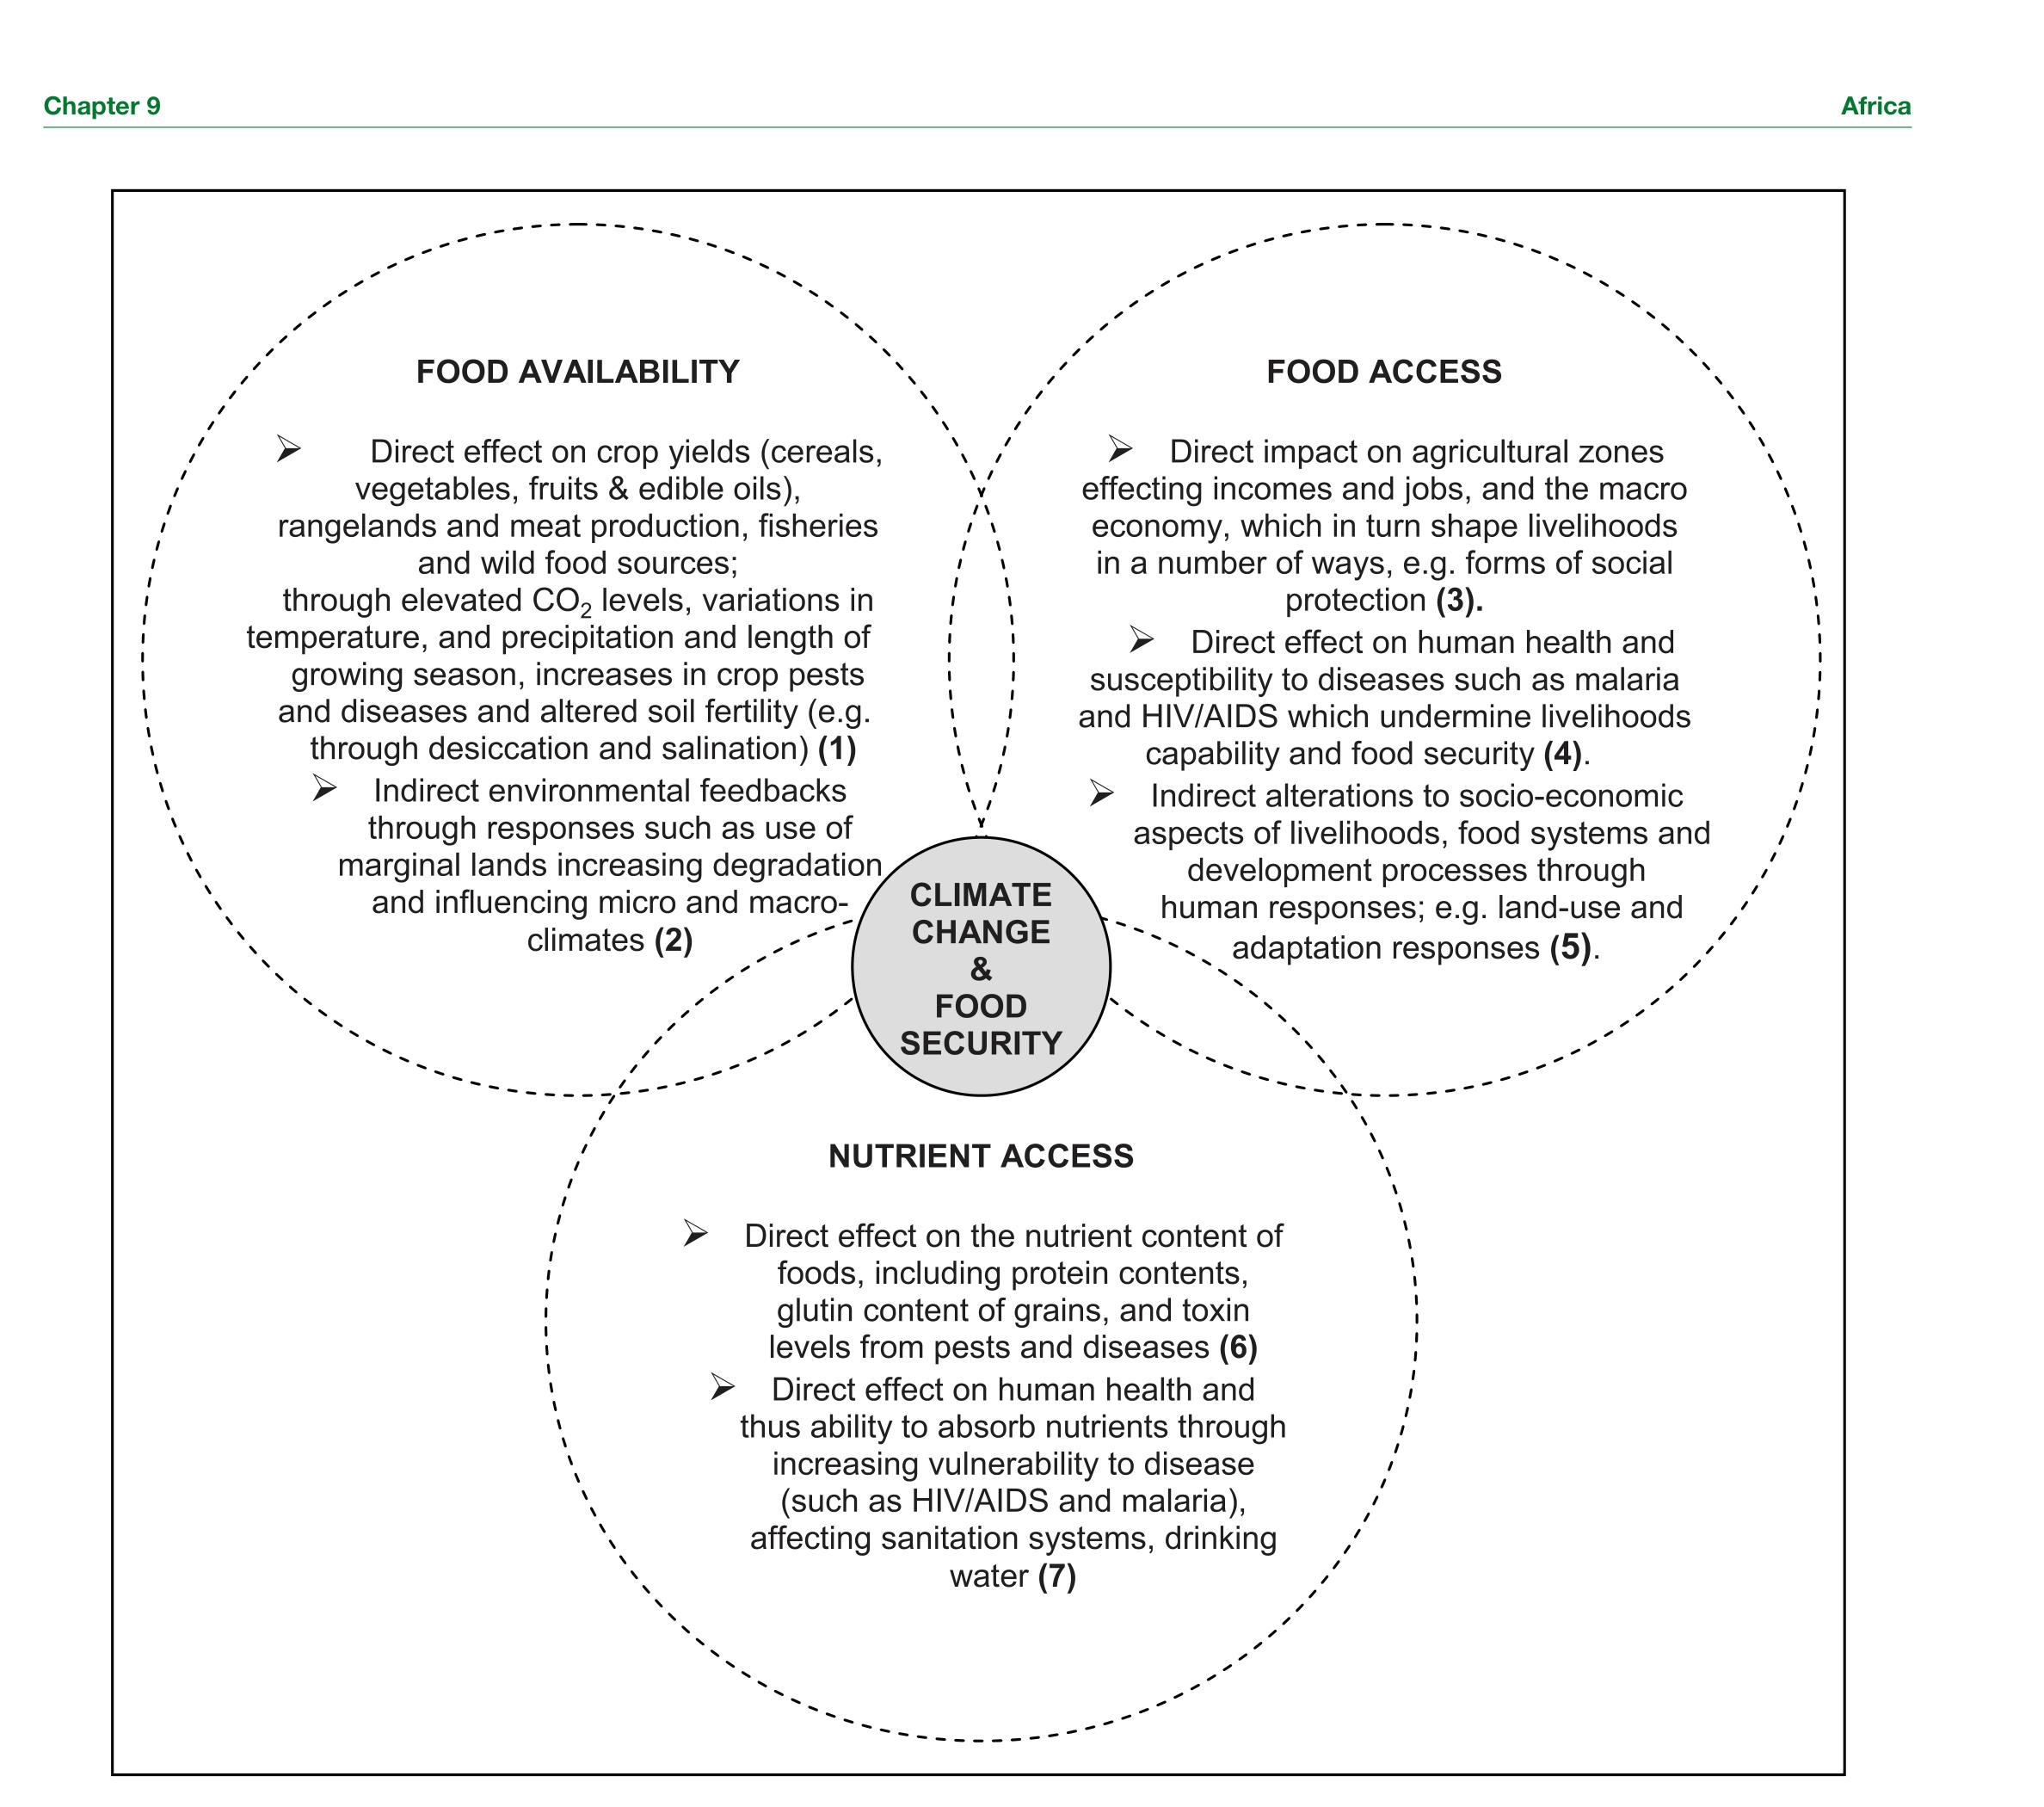 Chapter 9
Africa
FOOD AVAILABILITY
➢ Direct effect on crop yields (cereals,
vegetables, fruits & edible oils),
rangelands and meat production, fisheries
and wild food sources;
through elevated CO₂ levels, variations in
temperature, and precipitation and length of
growing season, increases in crop pests
and diseases and altered soil fertility (e.g.
through desiccation and salination) (1)
➢ Indirect environmental feedbacks
through responses such as use of
marginal lands increasing degradation
and influencing micro and macro-
climates (2)
FOOD ACCESS
➢ Direct impact on agricultural zones
effecting incomes and jobs, and the macro
economy, which in turn shape livelihoods
in a number of ways, e.g. forms of social
protection (3).
➢ Direct effect on human health and
susceptibility to diseases such as malaria
and HIV/AIDS which undermine livelihoods
capability and food security (4).
➢ Indirect alterations to socio-economic
aspects of livelihoods, food systems and
development processes through
human responses; e.g. land-use and
adaptation responses (5).
CLIMATE
CHANGE
&
FOOD
SECURITY
NUTRIENT ACCESS
➢ Direct effect on the nutrient content of
foods, including protein contents,
glutin content of grains, and toxin
levels from pests and diseases (6)
➢ Direct effect on human health and
thus ability to absorb nutrients through
increasing vulnerability to disease
(such as HIV/AIDS and malaria),
affecting sanitation systems, drinking
water (7)